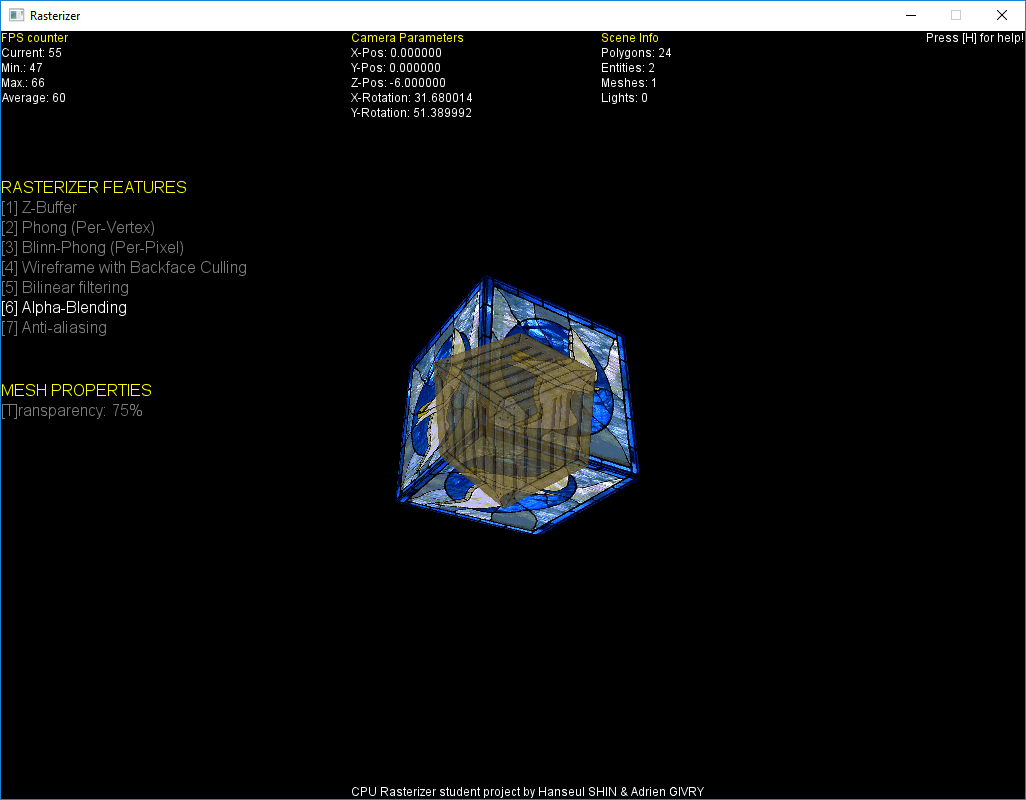 Rasterizer
FPS counter
Current: 55
Min.: 47
Max.: 66
Average: 60
Camera Parameters
X-Pos: 0.000000
Y-Pos: 0.000000
Z-Pos: -6.000000
X-Rotation: 31.680014
Y-Rotation: 51.389992
Scene Info
Polygons: 24
Entities: 2
Meshes: 1
Lights: 0
Press [H] for help!
RASTERIZER FEATURES
[1] Z-Buffer
[2] Phong (Per-Vertex)
[3] Blinn-Phong (Per-Pixel)
[4] Wireframe with Backface Culling
[5] Bilinear filtering
[6] Alpha-Blending
[7] Anti-aliasing
MESH PROPERTIES
[T]ransparency: 75%
CPU Rasterizer student project by Hanseul SHIN & Adrien GIVRY